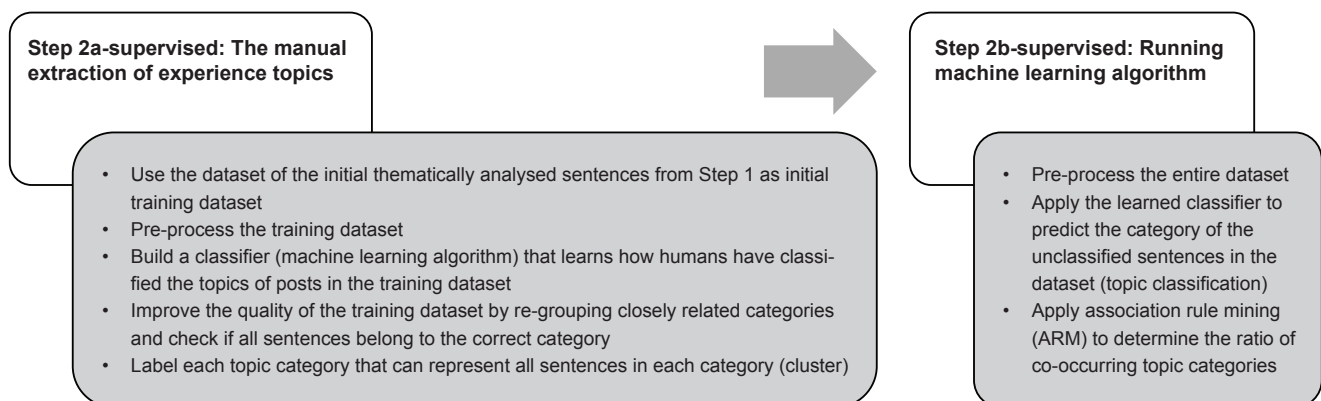 Step 2a-supervised: The manual
extraction of experience topics
• Use the dataset of the initial thematically analysed sentences from Step 1 as initial
training dataset
• Pre-process the training dataset
• Build a classifier (machine learning algorithm) that learns how humans have classi-
fied the topics of posts in the training dataset
• Improve the quality of the training dataset by re-grouping closely related categories
and check if all sentences belong to the correct category
• Label each topic category that can represent all sentences in each category (cluster)
Step 2b-supervised: Running
machine learning algorithm
• Pre-process the entire dataset
• Apply the learned classifier to
predict the category of the
unclassified sentences in the
dataset (topic classification)
• Apply association rule mining
(ARM) to determine the ratio of
co-occurring topic categories